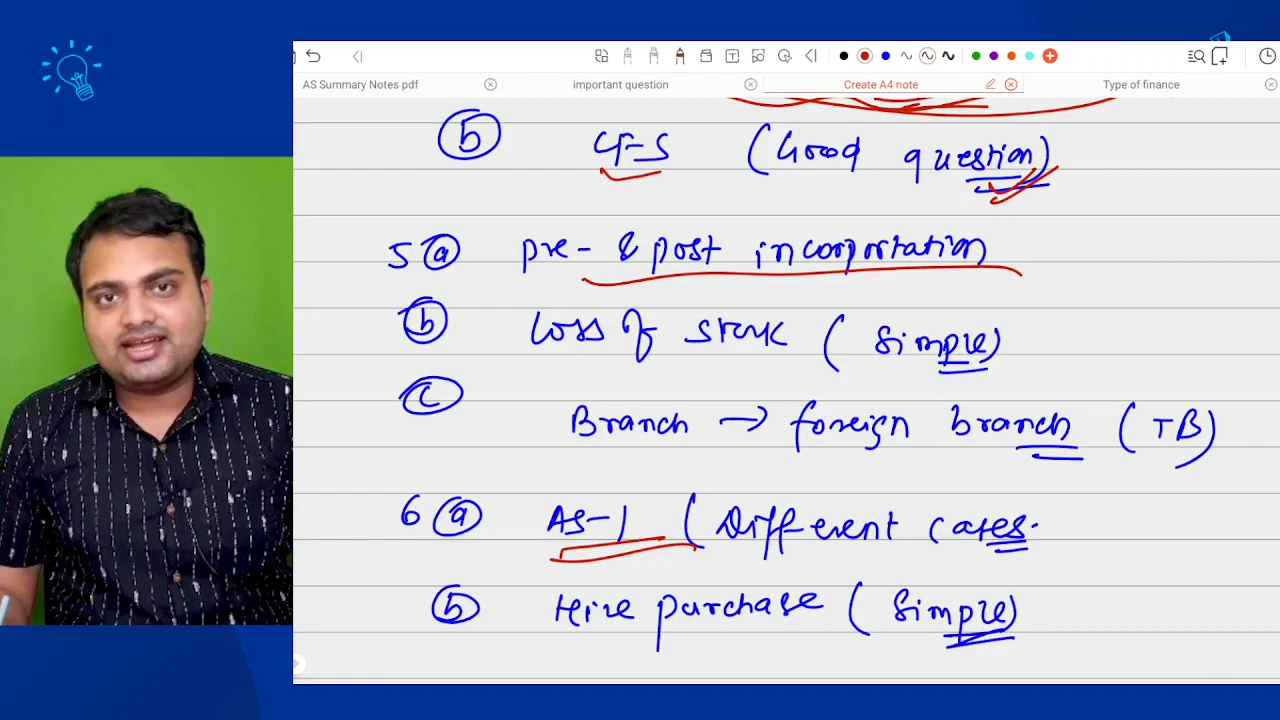 AS Summary Notes pdf
important question
Create A4 note
Type of finance
b CFS (Good question)
5 a Pre- & post incorportation
b Loss of stock (Simple)
c
Branch → foreign branch (TB)
6 a AS-1 (Different cases.
b Hire purchase (Simple)